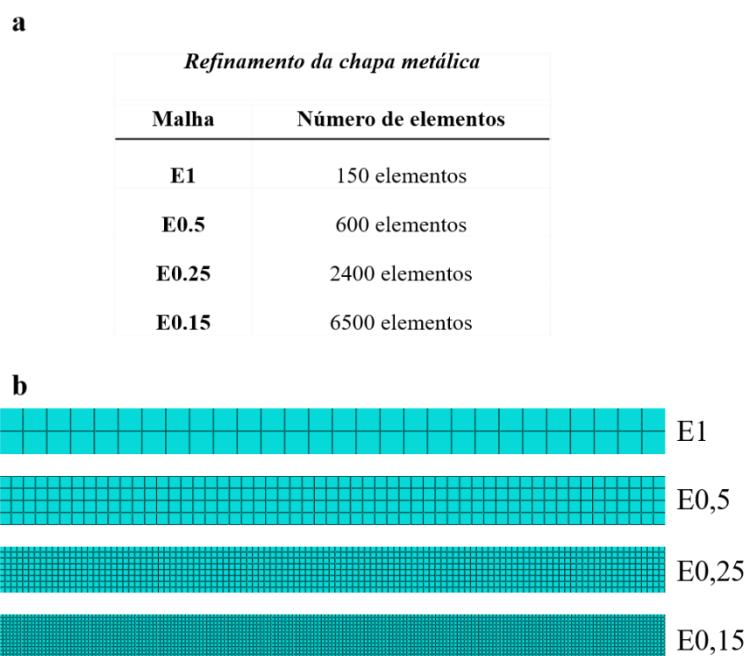 a
Refinamento da chapa metálica
Malha Número de elementos
E1 150 elementos
E0.5 600 elementos
E0.25 2400 elementos
E0.15 6500 elementos
b
E1
E0,5
E0,25
E0,15